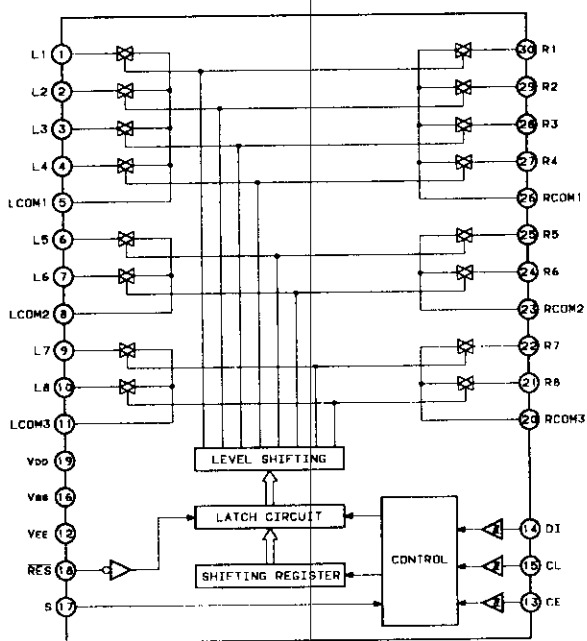 L1 1 30 R1
L2 2 29 R2
L3 3 28 R3
L4 4 27 R4
LCOM1 5 26 RCOM1
L5 6 25 R5
L6 7 24 R6
LCOM2 8 23 RCOM2
L7 9 22 R7
L8 10 21 R8
LCOM3 11 20 RCOM3
VDD 19
LEVEL SHIFTING
VSS 16
LATCH CIRCUIT
VEE 12
CONTROL
14 DI
RES 18
SHIFTING REGISTER
15 CL
S 17
13 CE